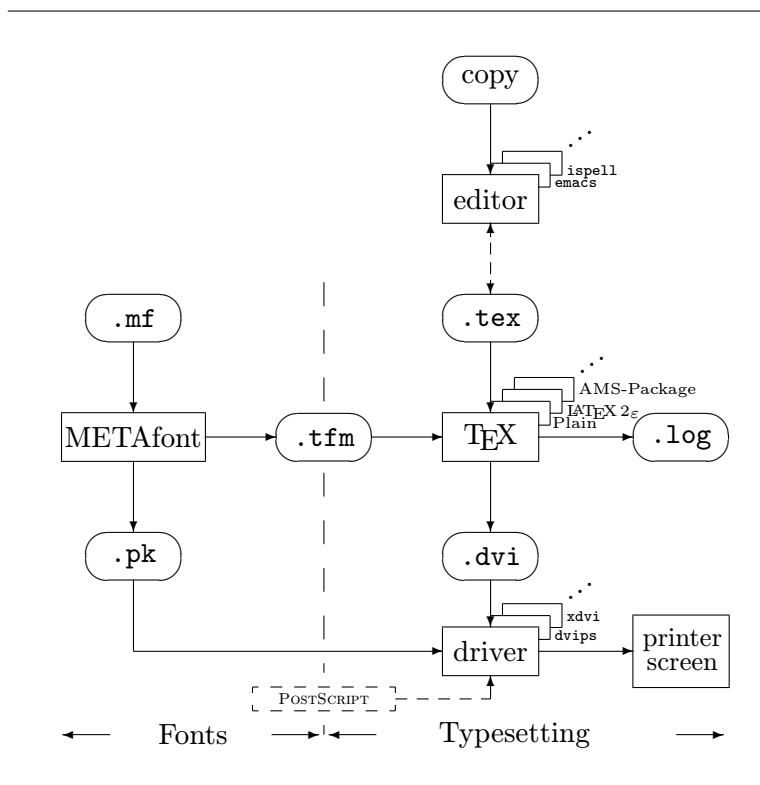 copy
ispell
emacs
editor
.mf
.tex
AMS-Package
LATEX 2ε
Plain
METAfont
.tfm
TEX
.log
.pk
.dvi
xdvi
dvips
driver
printer
screen
POSTSCRIPT
Fonts
Typesetting